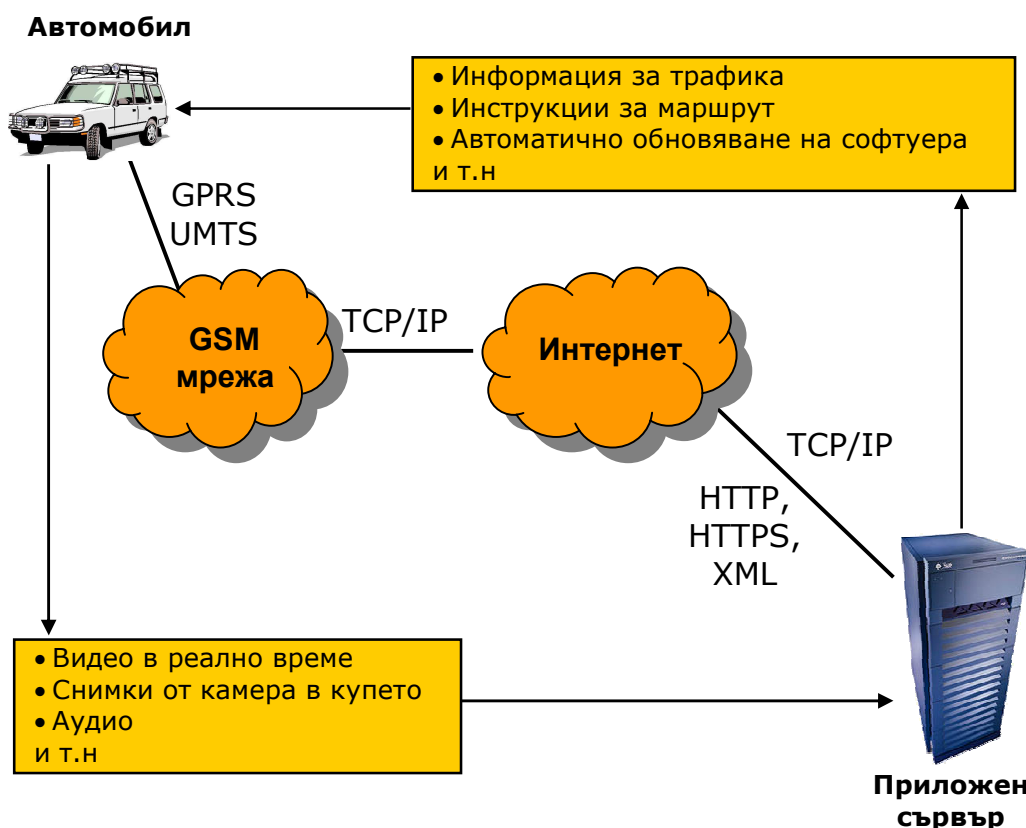 Автомобил
• Информация за трафика
• Инструкции за маршрут
• Автоматично обновяване на софтуера
и т.н
GPRS
UMTS
GSM
мрежа
TCP/IP
Интернет
TCP/IP
HTTP,
HTTPS,
XML
• Видео в реално време
• Снимки от камера в купето
• Аудио
и т.н
Sun
Приложен
сървър